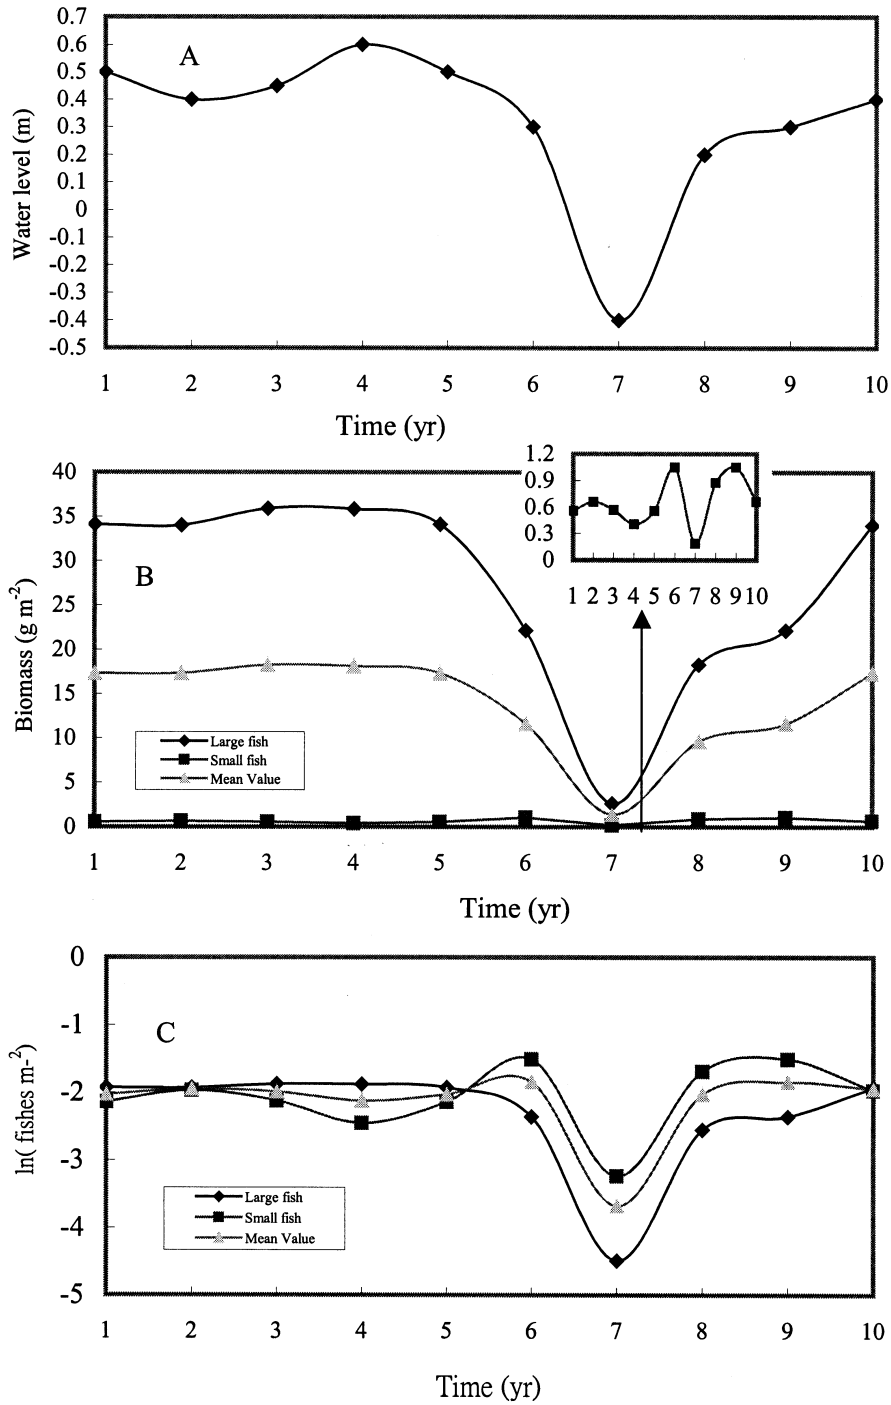 0.7
0.6
0.5
0.4
0.3
0.2
0.1
0
-0.1
-0.2
-0.3
-0.4
-0.5
Water level (m)
A
1 2 3 4 5 6 7 8 9 10
Time (yr)
40
35
30
25
20
15
10
5
0
Biomass (g m-2)
B
1.2
0.9
0.6
0.3
0
1 2 3 4 5 6 7 8 9 10
Large fish
Small fish
Mean Value
1 2 3 4 5 6 7 8 9 10
Time (yr)
0
-1
-2
-3
-4
-5
ln( fishes m-2)
C
Large fish
Small fish
Mean Value
1 2 3 4 5 6 7 8 9 10
Time (yr)